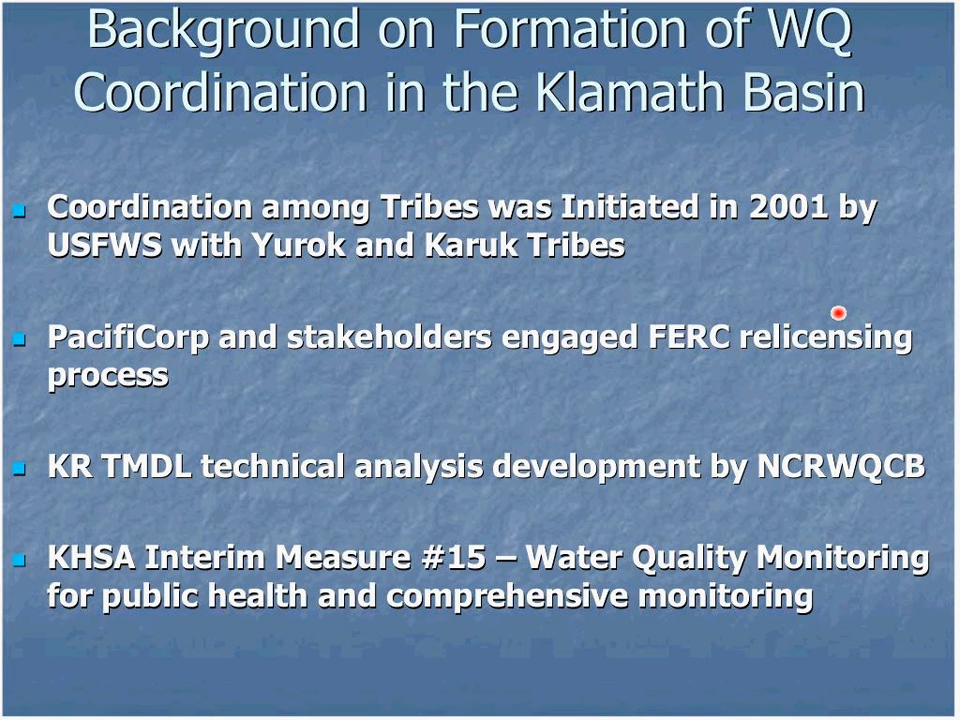 Background on Formation of WQ
Coordination in the Klamath Basin
Coordination among Tribes was Initiated in 2001 by
USFWS with Yurok and Karuk Tribes
PacifiCorp and stakeholders engaged FERC relicensing
process
KR TMDL technical analysis development by NCRWQCB
KHSA Interim Measure #15 – Water Quality Monitoring
for public health and comprehensive monitoring